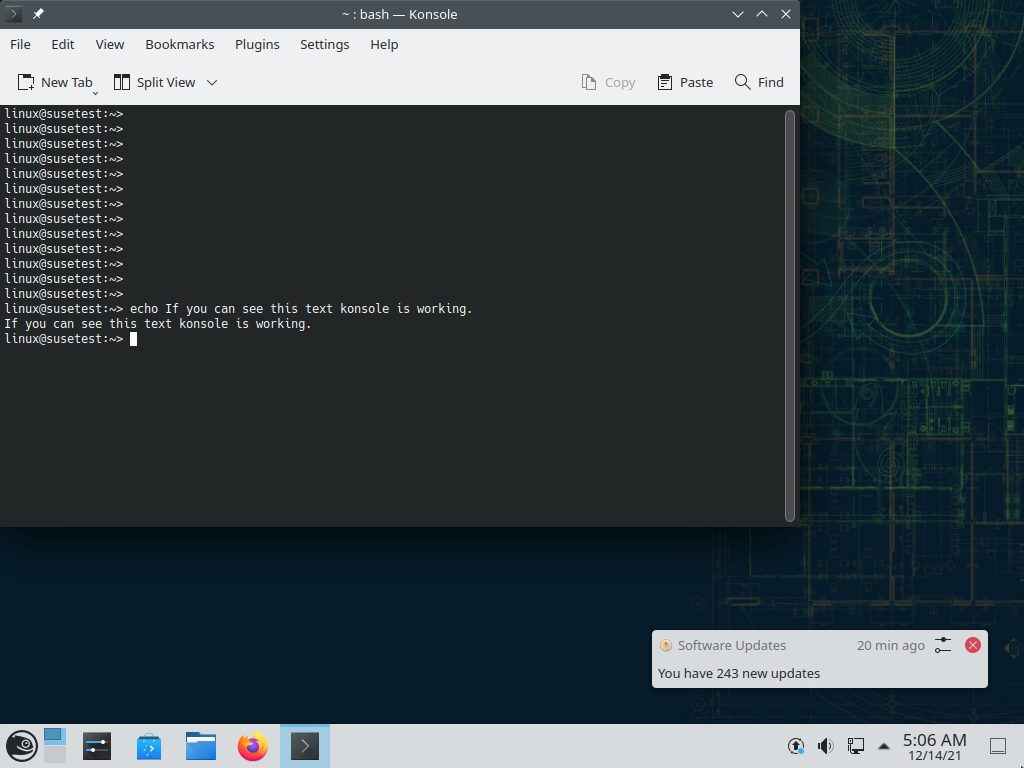 ~ : bash — Konsole
File Edit View Bookmarks Plugins Settings Help
New Tab Split View Copy Paste Find
linux@susetest:~>
linux@susetest:~>
linux@susetest:~>
linux@susetest:~>
linux@susetest:~>
linux@susetest:~>
linux@susetest:~>
linux@susetest:~>
linux@susetest:~>
linux@susetest:~>
linux@susetest:~>
linux@susetest:~>
linux@susetest:~>
linux@susetest:~> echo If you can see this text konsole is working.
If you can see this text konsole is working.
linux@susetest:~>
Software Updates 20 min ago
You have 243 new updates
5:06 AM
12/14/21